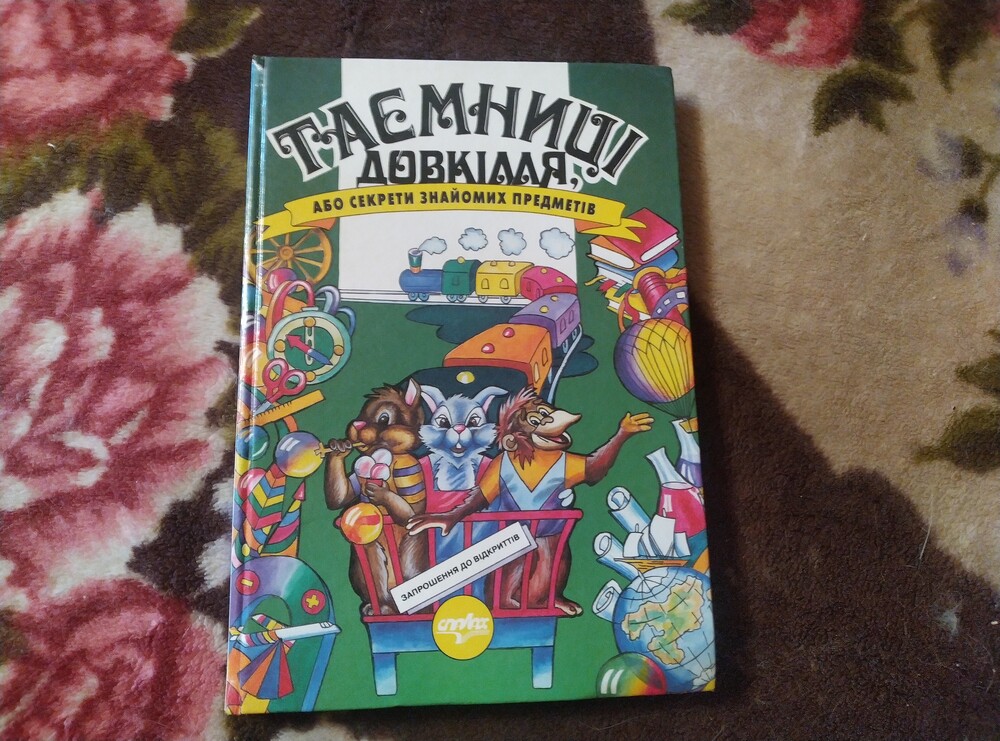 ТАЄМНИЦІ
ДОВКІЛЛЯ,
АБО СЕКРЕТИ ЗНАЙОМИХ ПРЕДМЕТІВ
ЗАПРОШЕННЯ ДО ВІДКРИТТІВ